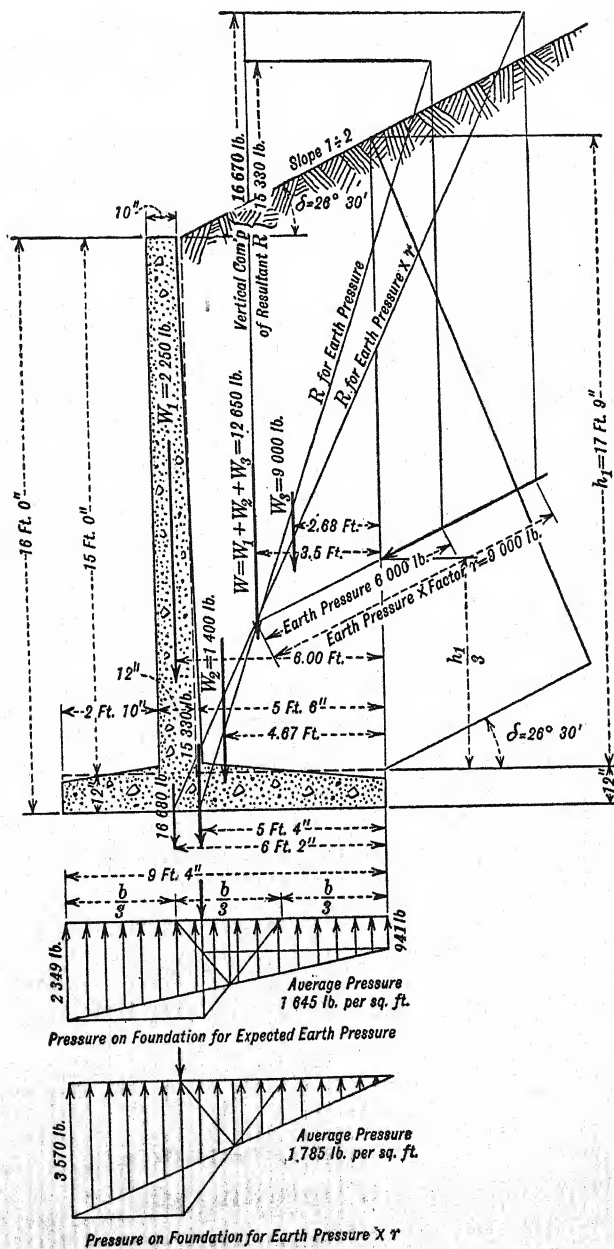 16 670 lb.
15 330 lb.
Slope 1÷2
δ=26° 30'
10"
Vertical Comp
of Resultant R
R for Earth Pressure
R for Earth Pressure × r
W₁=2 250 lb.
W=W₁+W₂+W₃=12 650 lb.
W₃=9 000 lb.
h₁=17 Ft. 9"
16 Ft. 0"
15 Ft. 0"
2.68 Ft.
3.5 Ft.
Earth Pressure 6 000 lb.
Earth Pressure X Factor r=9 000 lb.
W₂=1 400 lb.
6.00 Ft.
h₁
3
12"
2 Ft. 10"
5 Ft. 6"
4.67 Ft.
δ=26° 30'
15 330 lb.
12"
16 680 lb
12"
5 Ft. 4"
6 Ft. 2"
9 Ft. 4"
b
3
b
3
b
3
2 349 lb.
941 lb
Average Pressure
1 645 lb. per sq. ft.
Pressure on Foundation for Expected Earth Pressure
3 570 lb.
Average Pressure
1,785 lb. per sq. ft.
Pressure on Foundation for Earth Pressure X r